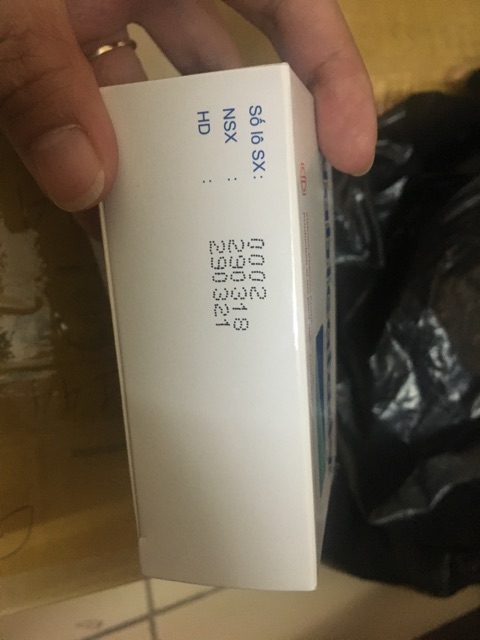 Số lô SX: 0002
NSX : 290318
HD : 290321